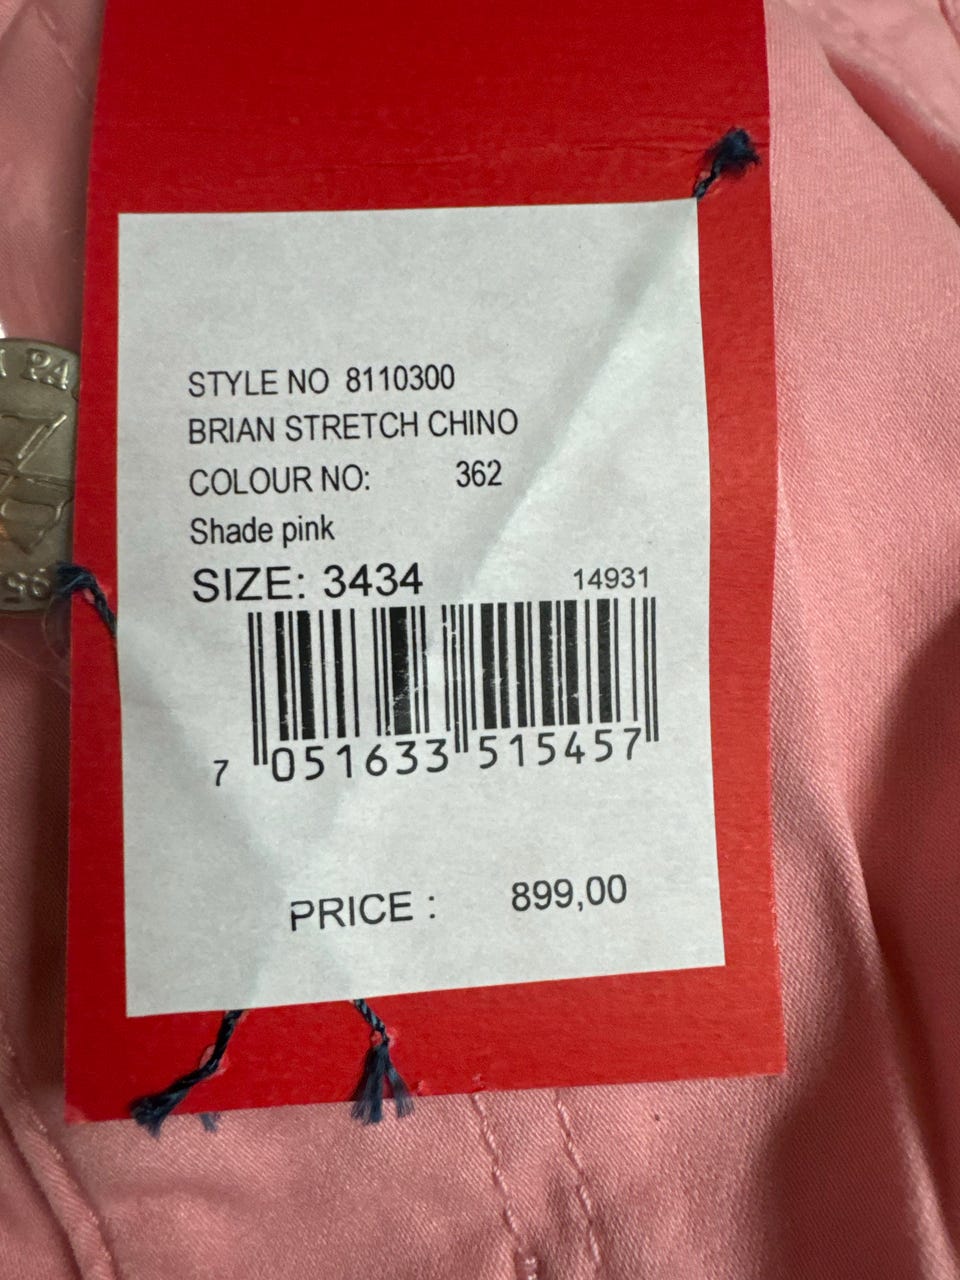 STYLE NO 8110300
BRIAN STRETCH CHINO
COLOUR NO: 362
Shade pink
SIZE: 3434 14931
7 051633 515457
PRICE : 899,00